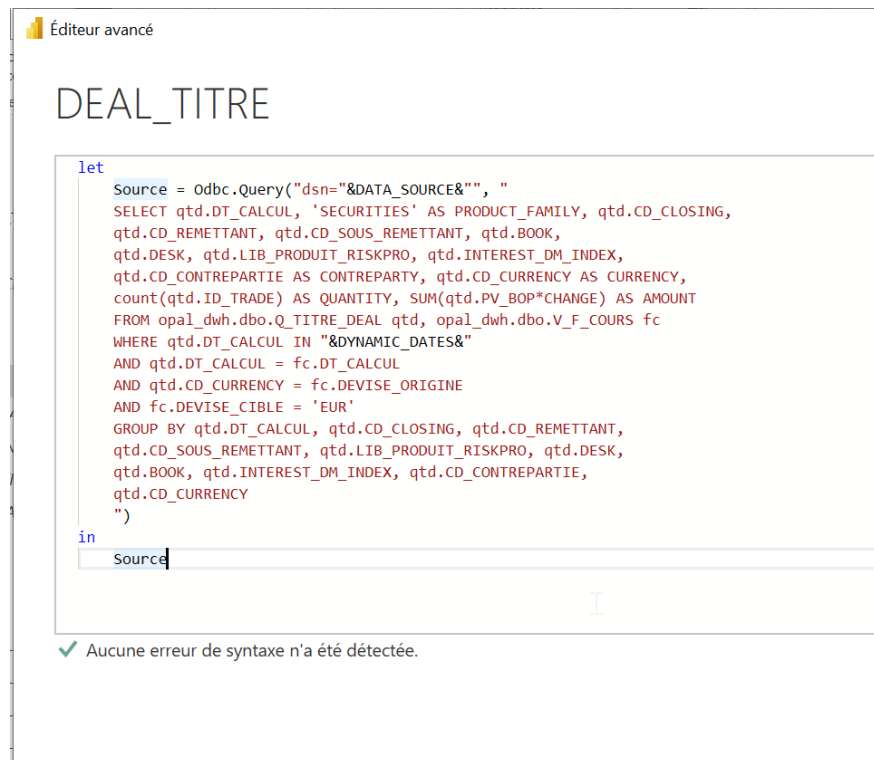 Éditeur avancé
DEAL_TITRE
let
Source = Odbc.Query("dsn="&DATA_SOURCE&"", "
SELECT qtd.DT_CALCUL, 'SECURITIES' AS PRODUCT_FAMILY, qtd.CD_CLOSING,
qtd.CD_REMETTANT, qtd.CD_SOUS_REMETTANT, qtd.BOOK,
qtd.DESK, qtd.LIB_PRODUIT_RISKPRO, qtd.INTEREST_DM_INDEX,
qtd.CD_CONTREPARTIE AS CONTREPARTY, qtd.CD_CURRENCY AS CURRENCY,
count(qtd.ID_TRADE) AS QUANTITY, SUM(qtd.PV_BOP*CHANGE) AS AMOUNT
FROM opal_dwh.dbo.Q_TITRE_DEAL qtd, opal_dwh.dbo.V_F_COURS fc
WHERE qtd.DT_CALCUL IN "&DYNAMIC_DATES&"
AND qtd.DT_CALCUL = fc.DT_CALCUL
AND qtd.CD_CURRENCY = fc.DEVISE_ORIGINE
AND fc.DEVISE_CIBLE = 'EUR'
GROUP BY qtd.DT_CALCUL, qtd.CD_CLOSING, qtd.CD_REMETTANT,
qtd.CD_SOUS_REMETTANT, qtd.LIB_PRODUIT_RISKPRO, qtd.DESK,
qtd.BOOK, qtd.INTEREST_DM_INDEX, qtd.CD_CONTREPARTIE,
qtd.CD_CURRENCY
")
in
Source
Aucune erreur de syntaxe n'a été détectée.